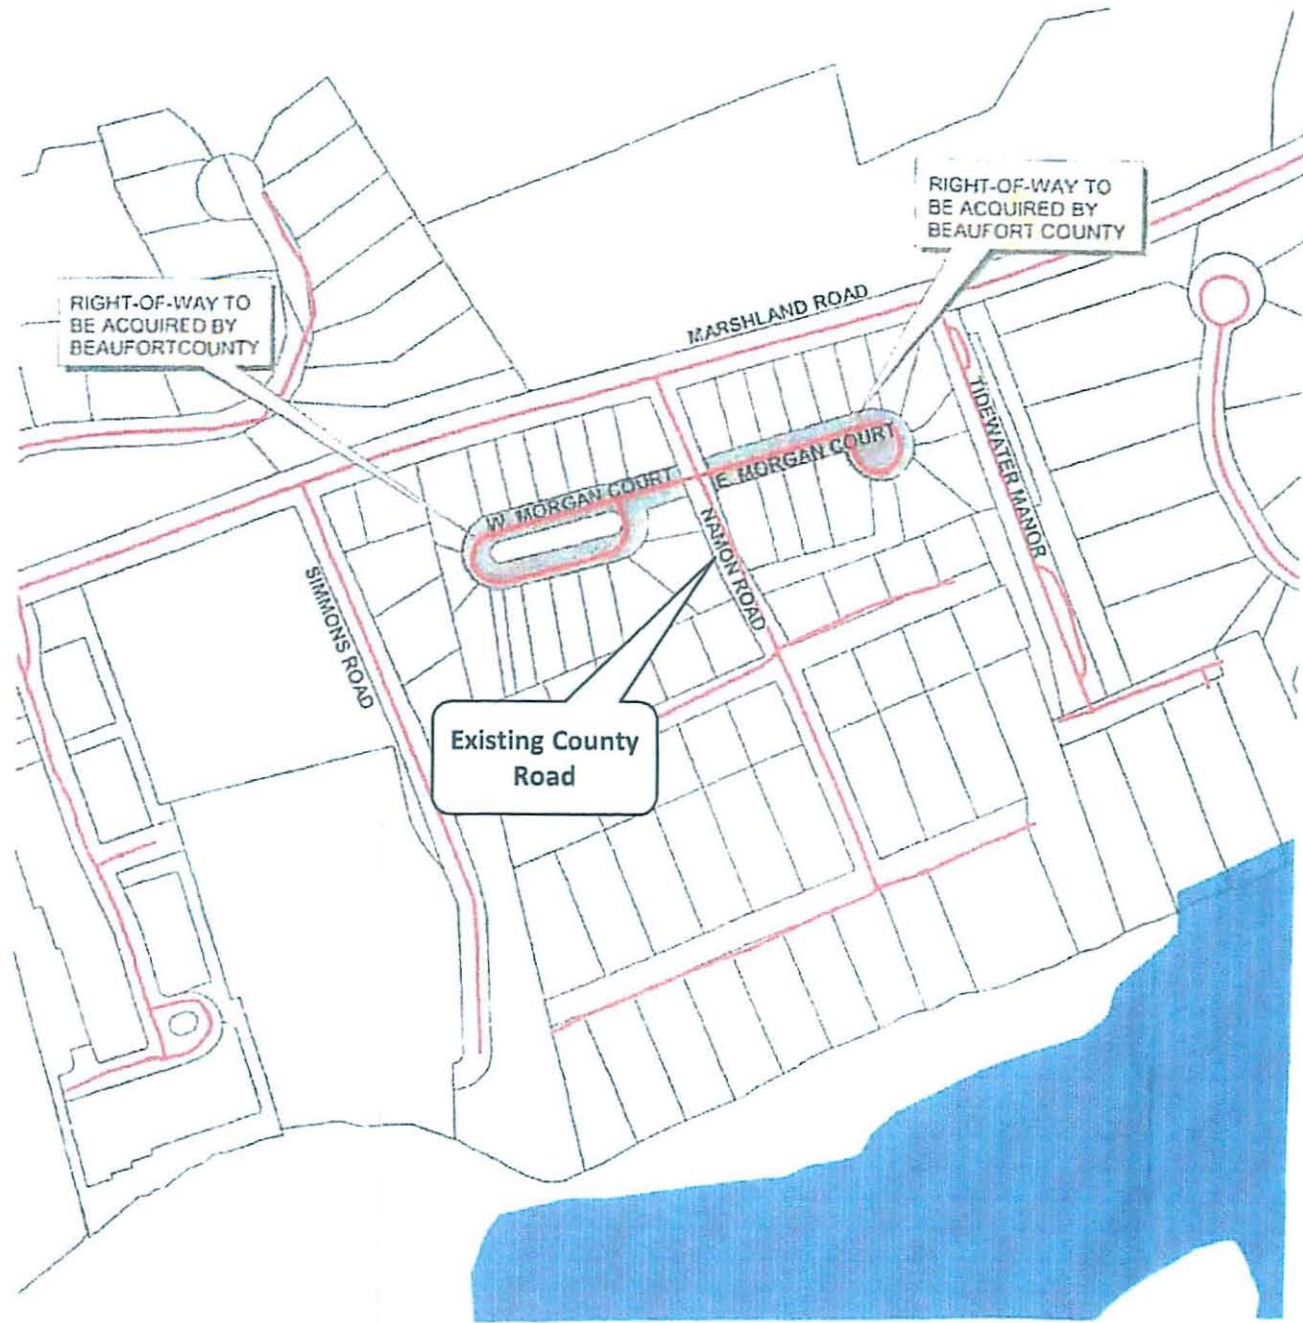 RIGHT-OF-WAY TO
BE ACQUIRED BY
BEAUFORT COUNTY
RIGHT-OF-WAY TO
BE ACQUIRED BY
BEAUFORTCOUNTY
MARSHLAND ROAD
TIDEWATER MANOR
E. MORGAN COURT
W. MORGAN COURT
NAMON ROAD
SIMMONS ROAD
Existing County
Road